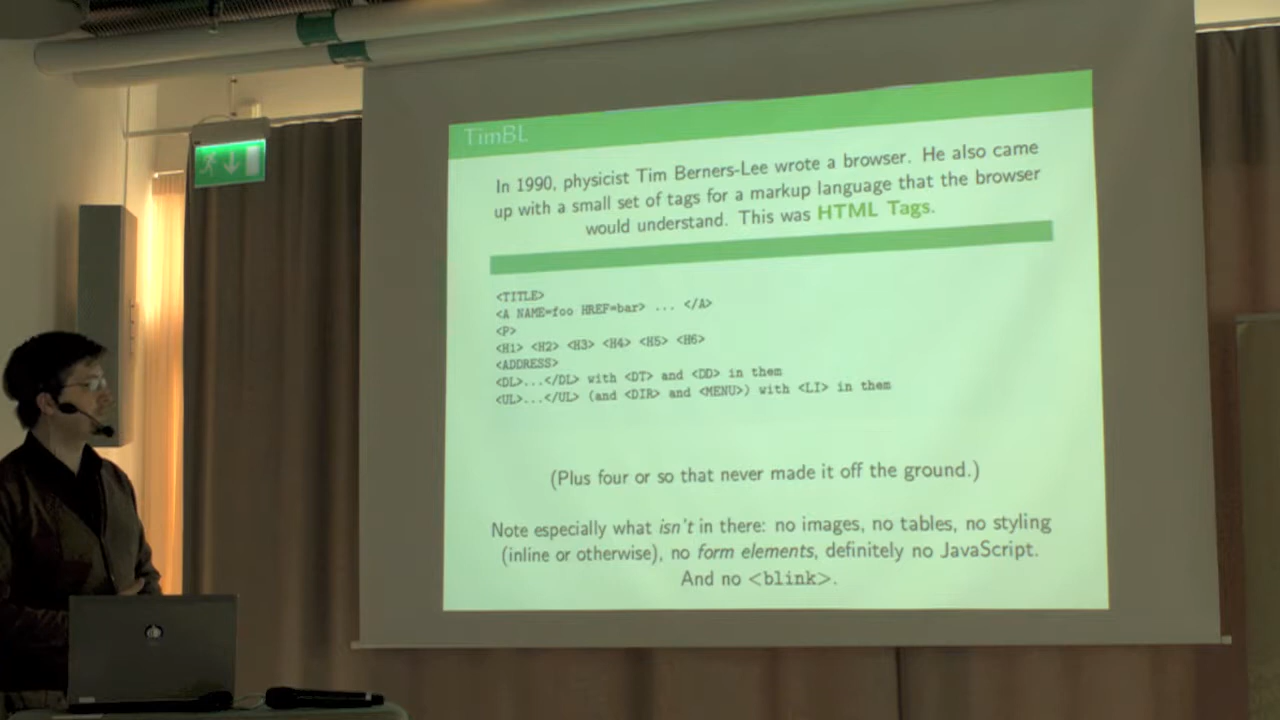 TimBL
In 1990, physicist Tim Berners-Lee wrote a browser. He also came
up with a small set of tags for a markup language that the browser
would understand. This was HTML Tags.
<TITLE>
<A NAME=foo HREF=bar> ... </A>
<P>
<H1> <H2> <H3> <H4> <H5> <H6>
<ADDRESS>
<DL>...</DL> with <DT> and <DD> in them
<UL>...</UL> (and <DIR> and <MENU>) with <LI> in them
(Plus four or so that never made it off the ground.)
Note especially what isn't in there: no images, no tables, no styling
(inline or otherwise), no form elements, definitely no JavaScript.
And no <blink>.